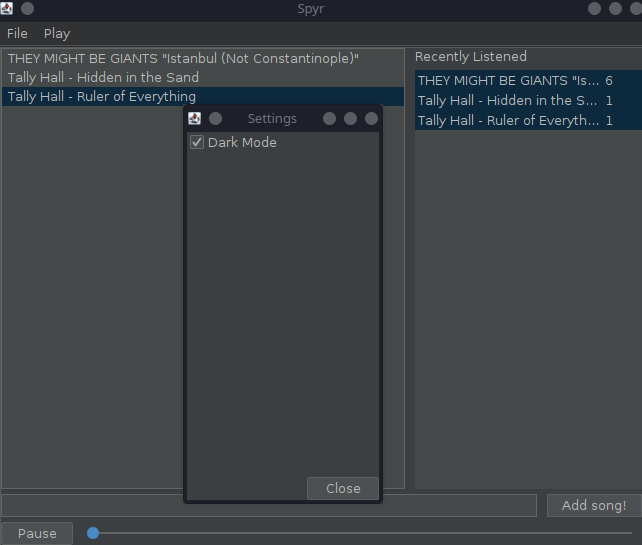 Spyr
File Play
THEY MIGHT BE GIANTS "Istanbul (Not Constantinople)"
Tally Hall - Hidden in the Sand
Tally Hall - Ruler of Everything
Recently Listened
THEY MIGHT BE GIANTS "Is... 6
Tally Hall - Hidden in the S... 1
Tally Hall - Ruler of Everyth... 1
Settings
Dark Mode
Close
Add song!
Pause